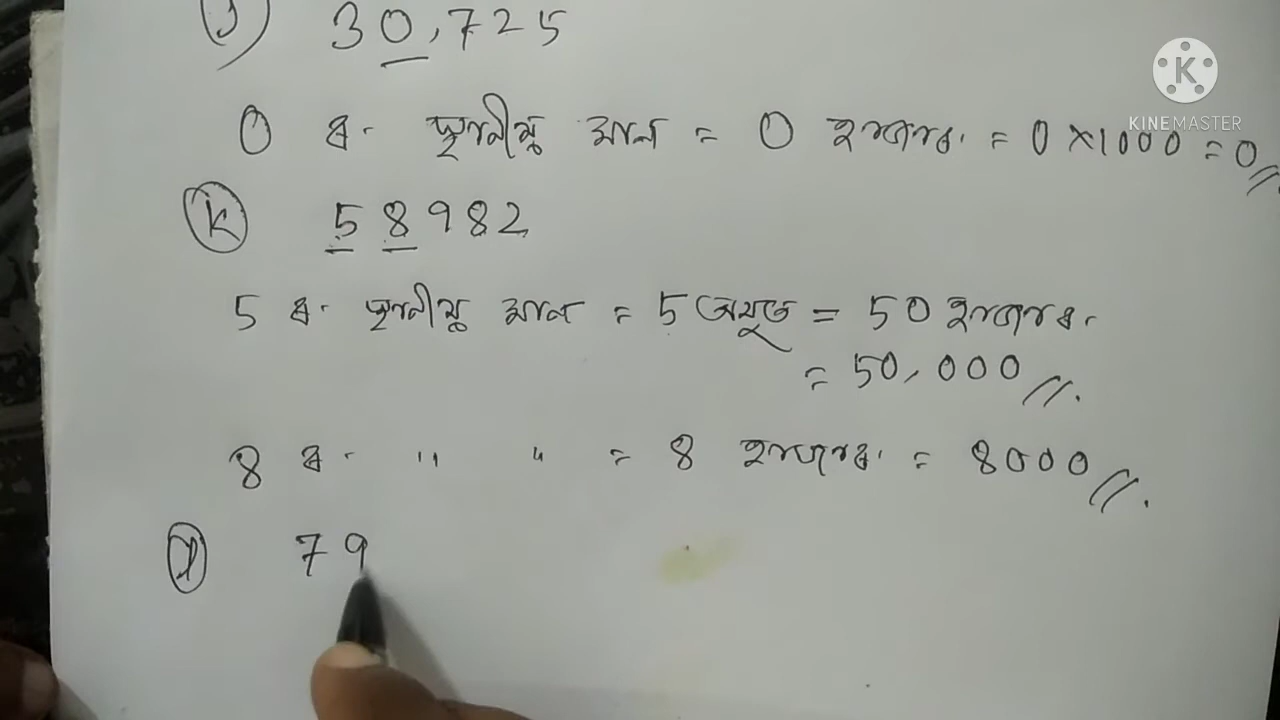 J) 30,725
KINEMASTER
0 ৰ স্থানীয় মান = 0 হাজাৰ = 0×1000 = 0//
K 58982
5 ৰ স্থানীয় মান = 5 অযুত = 50 হাজাৰ
= 50,000 //.
8 ৰ " " = 8 হাজাৰ = 8000 //.
79